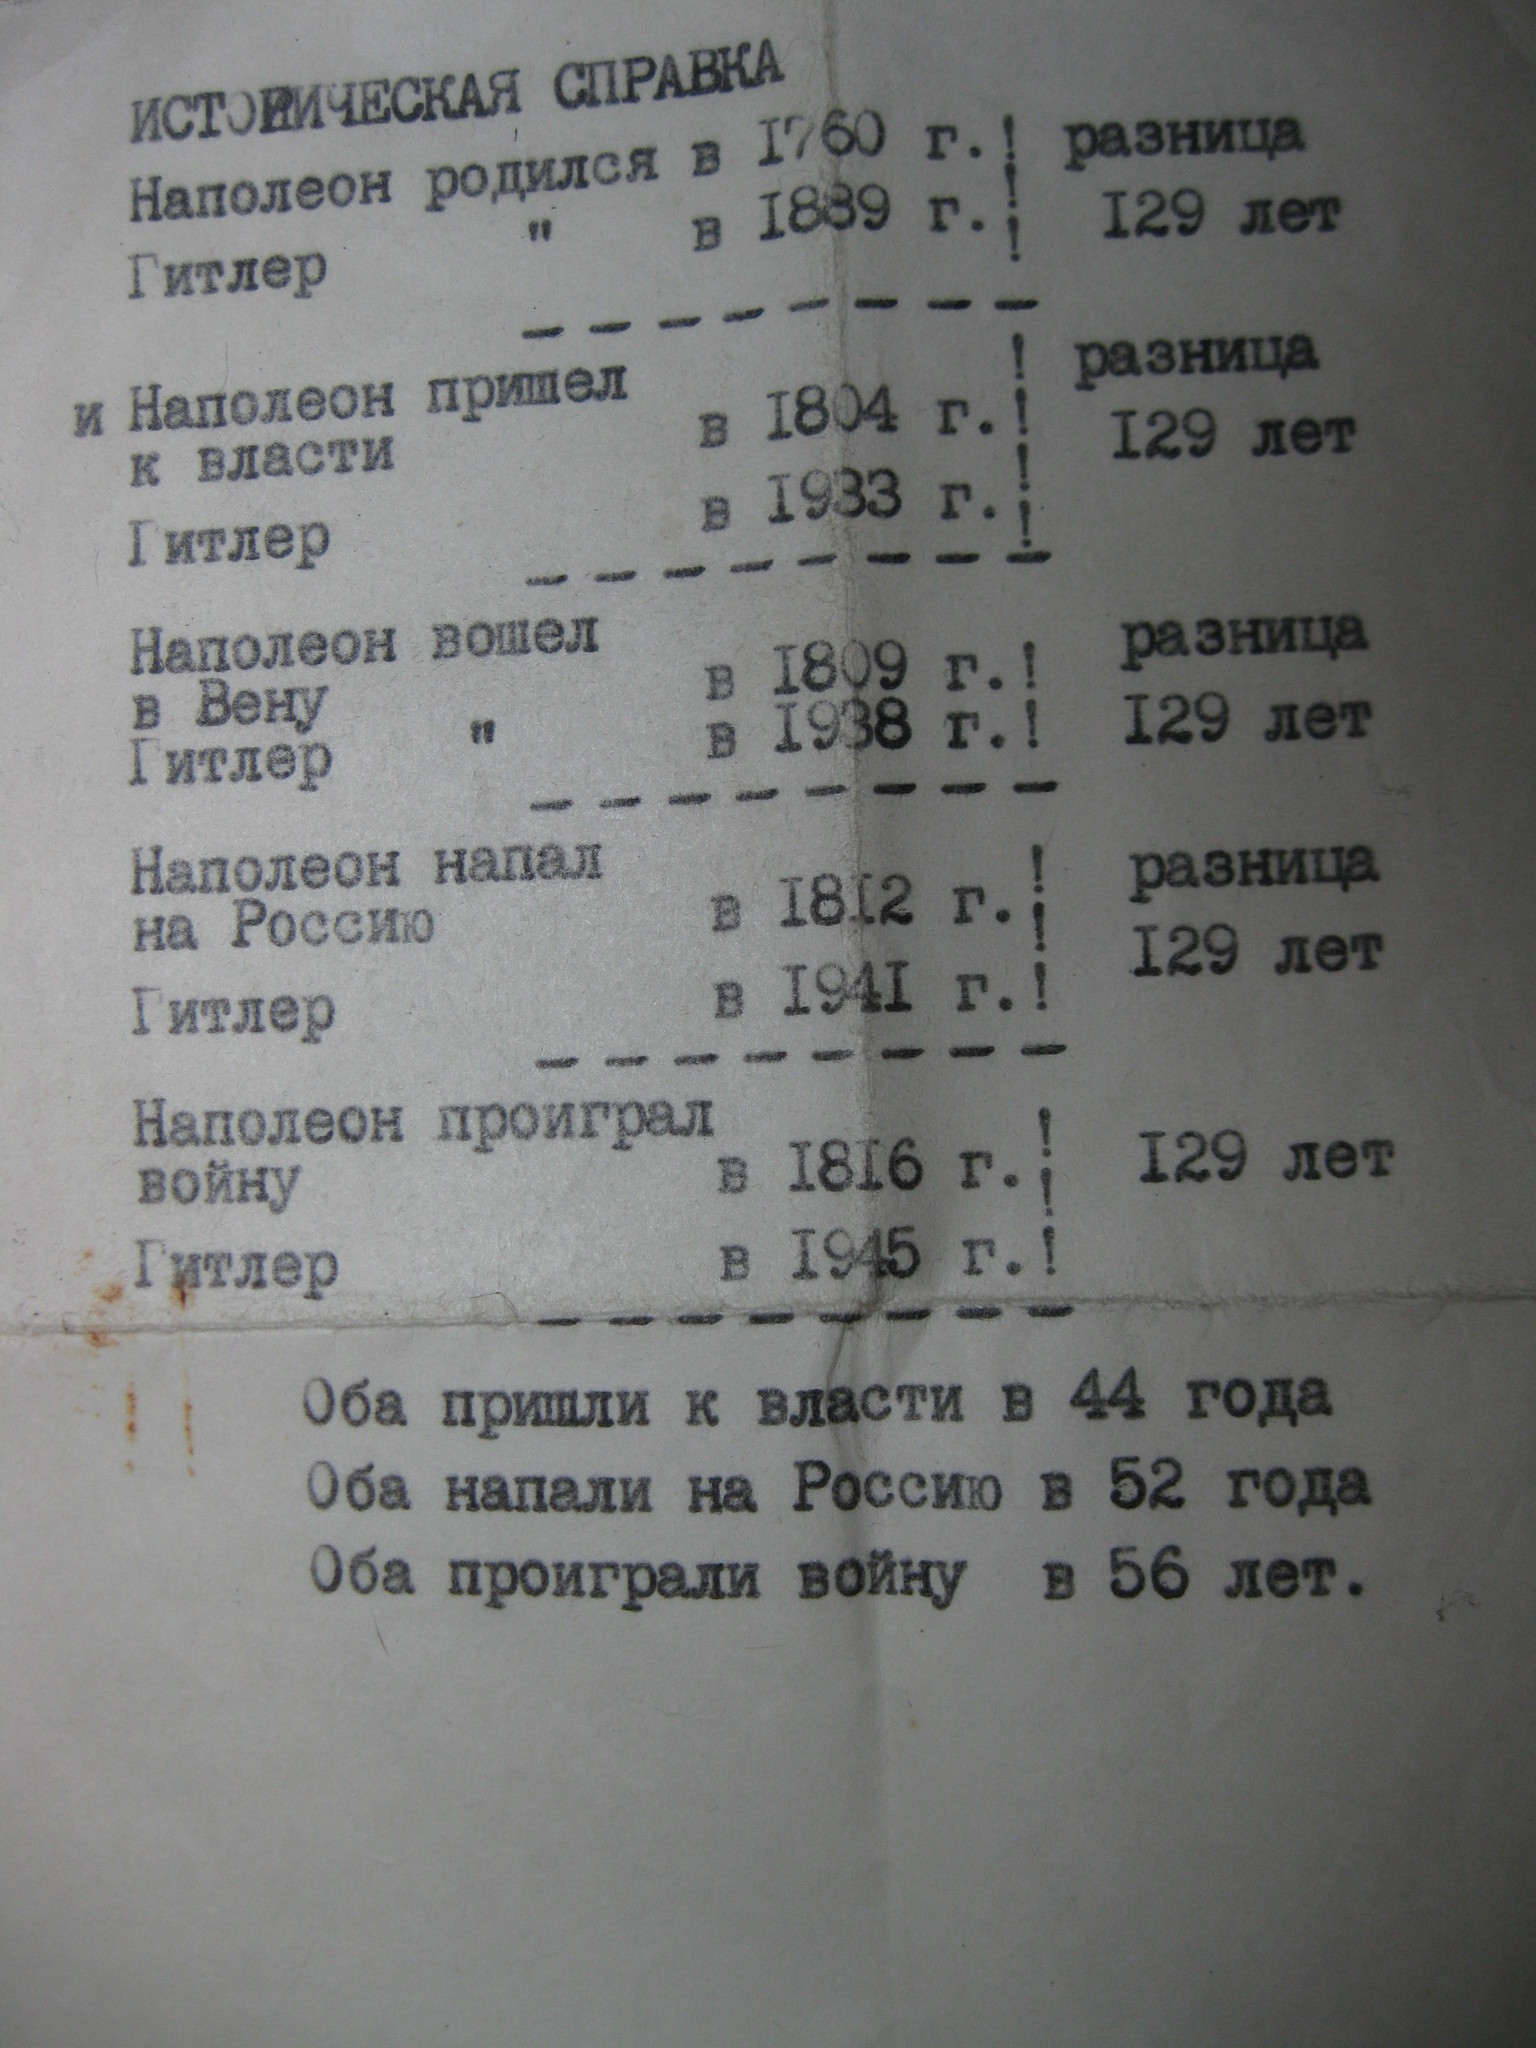 ИСТОРИЧЕСКАЯ СПРАВКА
Наполеон родился в 1760 г. ! разница
Гитлер " в 1889 г. ! 129 лет
- - - - - - - -
и Наполеон пришел ! разница
к власти в 1804 г. ! 129 лет
Гитлер в 1933 г. !
- - - - - - - -
Наполеон вошел разница
в Вену в 1809 г. !
Гитлер " в 1938 г. ! 129 лет
- - - - - - - -
Наполеон напал ! разница
на Россию в 1812 г. ! 129 лет
Гитлер в 1941 г. !
- - - - - - - -
Наполеон проиграл !
войну в 1816 г. ! 129 лет
Гитлер в 1945 г. !
- - - - - - - -
Оба пришли к власти в 44 года
Оба напали на Россию в 52 года
Оба проиграли войну в 56 лет.